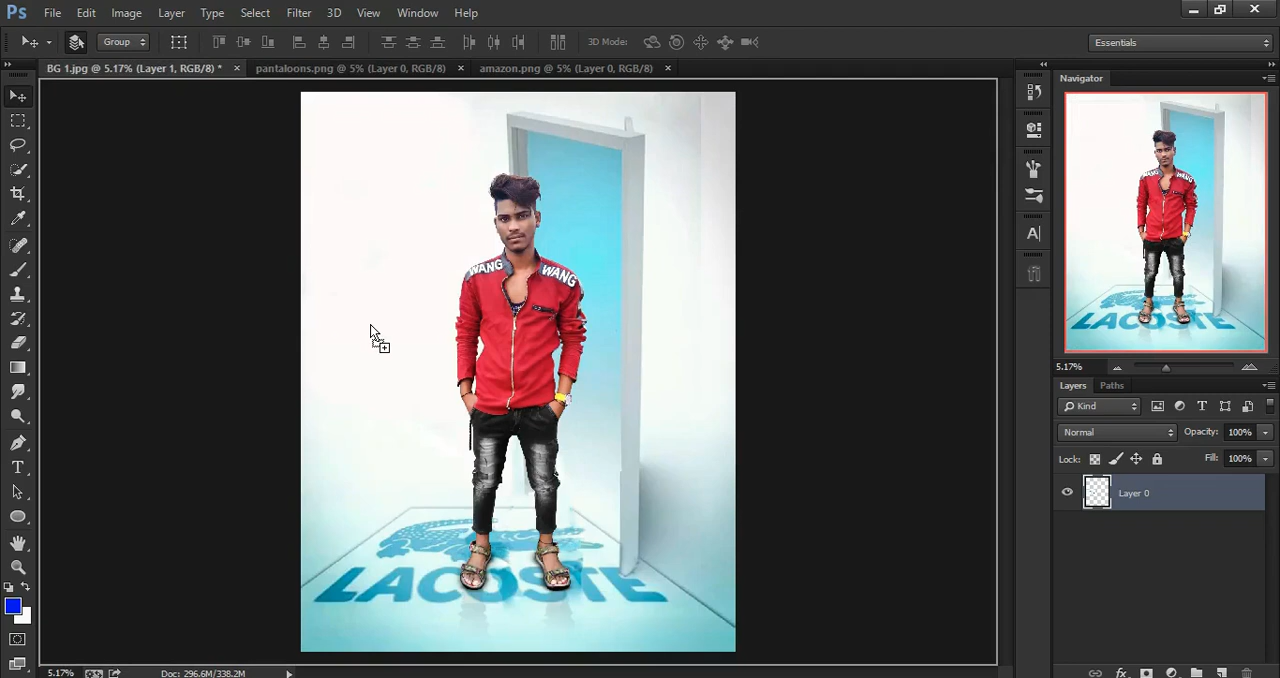 Ps File Edit Image Layer Type Select Filter 3D View Window Help
Group 3D Mode: Essentials
BG 1.jpg @ 5.17% (Layer 1, RGB/8) * × pantaloons.png @ 5% (Layer 0, RGB/8) × amazon.png @ 5% (Layer 0, RGB/8) ×
Navigator
WANG WANG
LACOSTE
WANG WANG
LACOSTE
5.17%
Layers Paths
Kind
Normal Opacity: 100%
Lock: Fill: 100%
Layer 0
5.17% Doc: 296.6M/338.2M